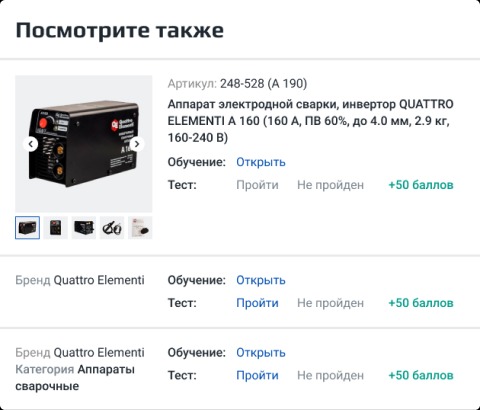 Посмотрите также
Артикул: 248-528 (A 190)
Аппарат электродной сварки, инвертор QUATTRO
ELEMENTI A 160 (160 А, ПВ 60%, до 4.0 мм, 2.9 кг,
160-240 В)
Quattro Elementi
A 16
Обучение: Открыть
Тест: Пройти Не пройден +50 баллов
Бренд Quattro Elementi
Обучение: Открыть
Тест: Пройти Не пройден +50 баллов
Бренд Quattro Elementi
Категория Аппараты
сварочные
Обучение: Открыть
Тест: Пройти Не пройден +50 баллов